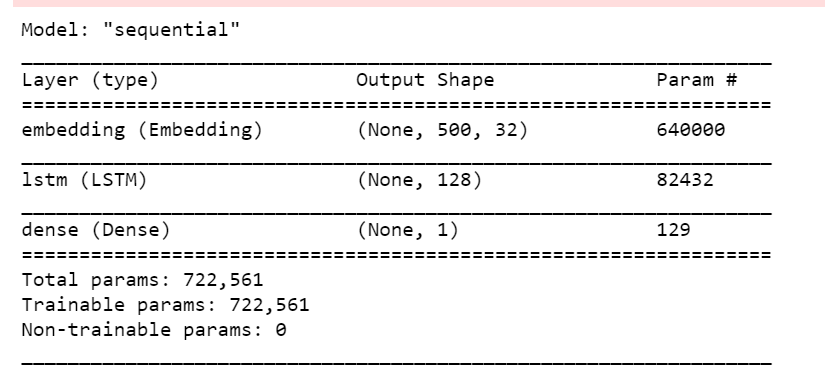 Model: "sequential"
_________________________________________________________________
Layer (type)                 Output Shape              Param #
=================================================================
embedding (Embedding)        (None, 500, 32)           640000
_________________________________________________________________
lstm (LSTM)                  (None, 128)               82432
_________________________________________________________________
dense (Dense)                (None, 1)                 129
=================================================================
Total params: 722,561
Trainable params: 722,561
Non-trainable params: 0
_________________________________________________________________